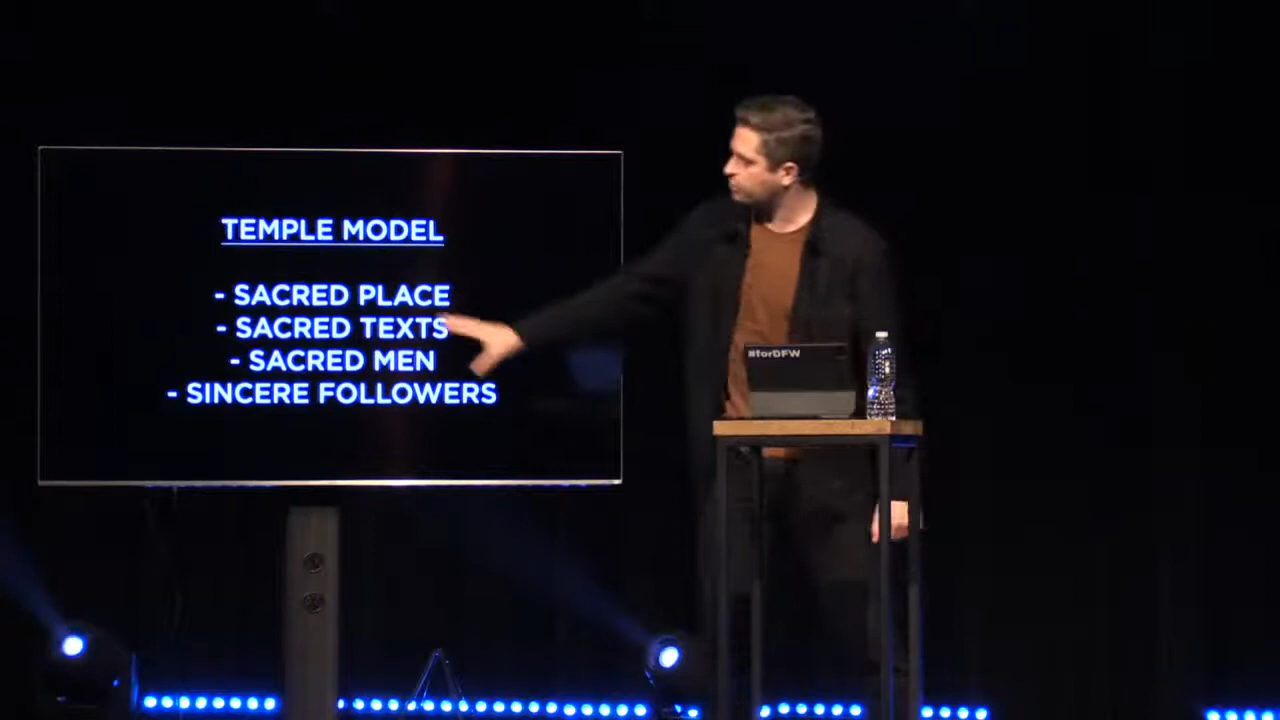 TEMPLE MODEL
- SACRED PLACE
- SACRED TEXTS
- SACRED MEN
- SINCERE FOLLOWERS
#forDFW